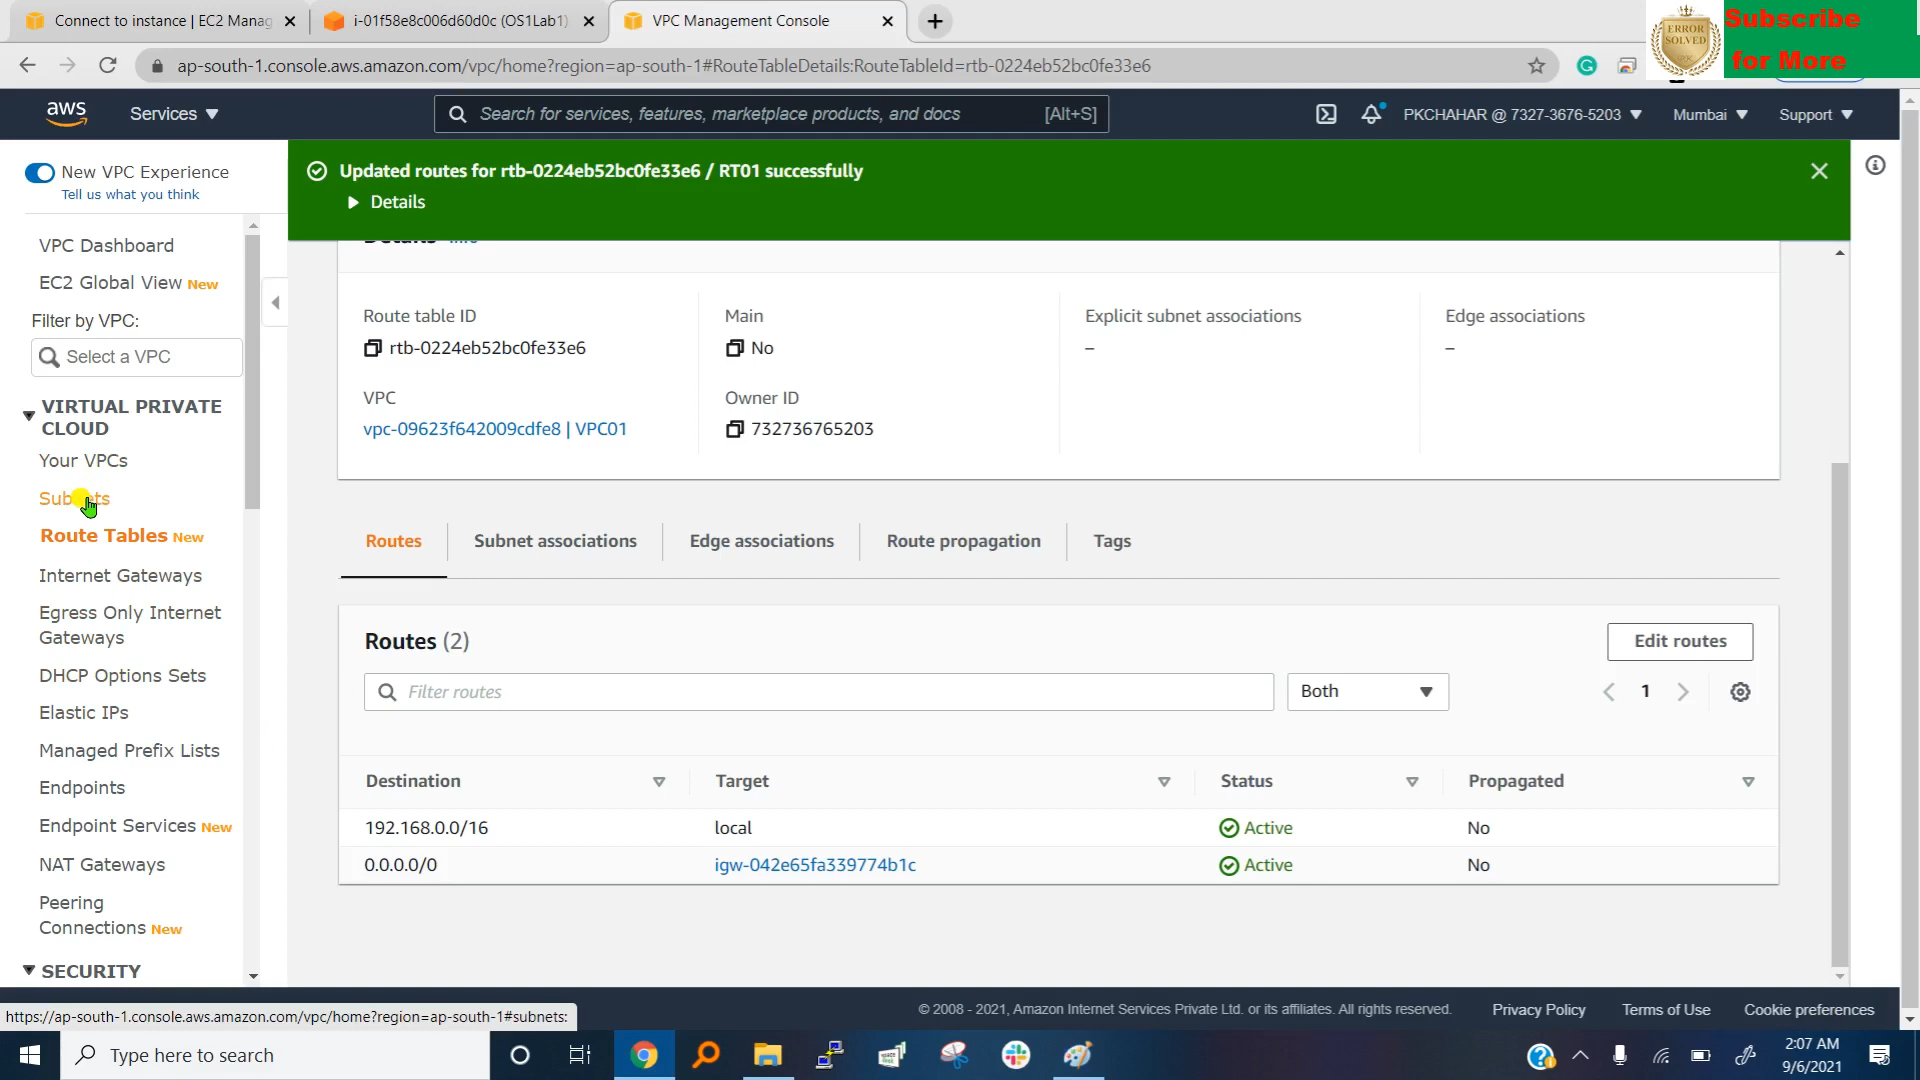 Connect to instance | EC2 Manag
i-01f58e8c006d60d0c (OS1Lab1)
VPC Management Console
ERROR SOLVED
Subscribe
for More
ap-south-1.console.aws.amazon.com/vpc/home?region=ap-south-1#RouteTableDetails:RouteTableId=rtb-0224eb52bc0fe33e6
aws
Services
Search for services, features, marketplace products, and docs
[Alt+S]
PKCHAHAR @ 7327-3676-5203
Mumbai
Support
New VPC Experience
Tell us what you think
Updated routes for rtb-0224eb52bc0fe33e6 / RT01 successfully
Details
VPC Dashboard
EC2 Global View New
Filter by VPC:
Select a VPC
VIRTUAL PRIVATE
CLOUD
Your VPCs
Subnets
Route Tables New
Internet Gateways
Egress Only Internet
Gateways
DHCP Options Sets
Elastic IPs
Managed Prefix Lists
Endpoints
Endpoint Services New
NAT Gateways
Peering
Connections New
SECURITY
Details Info
Route table ID
rtb-0224eb52bc0fe33e6
Main
No
Explicit subnet associations
–
Edge associations
–
VPC
vpc-09623f642009cdfe8 | VPC01
Owner ID
732736765203
Routes
Subnet associations
Edge associations
Route propagation
Tags
Routes (2)
Edit routes
Filter routes
Both
1
Destination Target Status Propagated
192.168.0.0/16 local Active No
0.0.0.0/0 igw-042e65fa339774b1c Active No
https://ap-south-1.console.aws.amazon.com/vpc/home?region=ap-south-1#subnets:
© 2008 - 2021, Amazon Internet Services Private Ltd. or its affiliates. All rights reserved.
Privacy Policy
Terms of Use
Cookie preferences
Type here to search
2:07 AM
9/6/2021